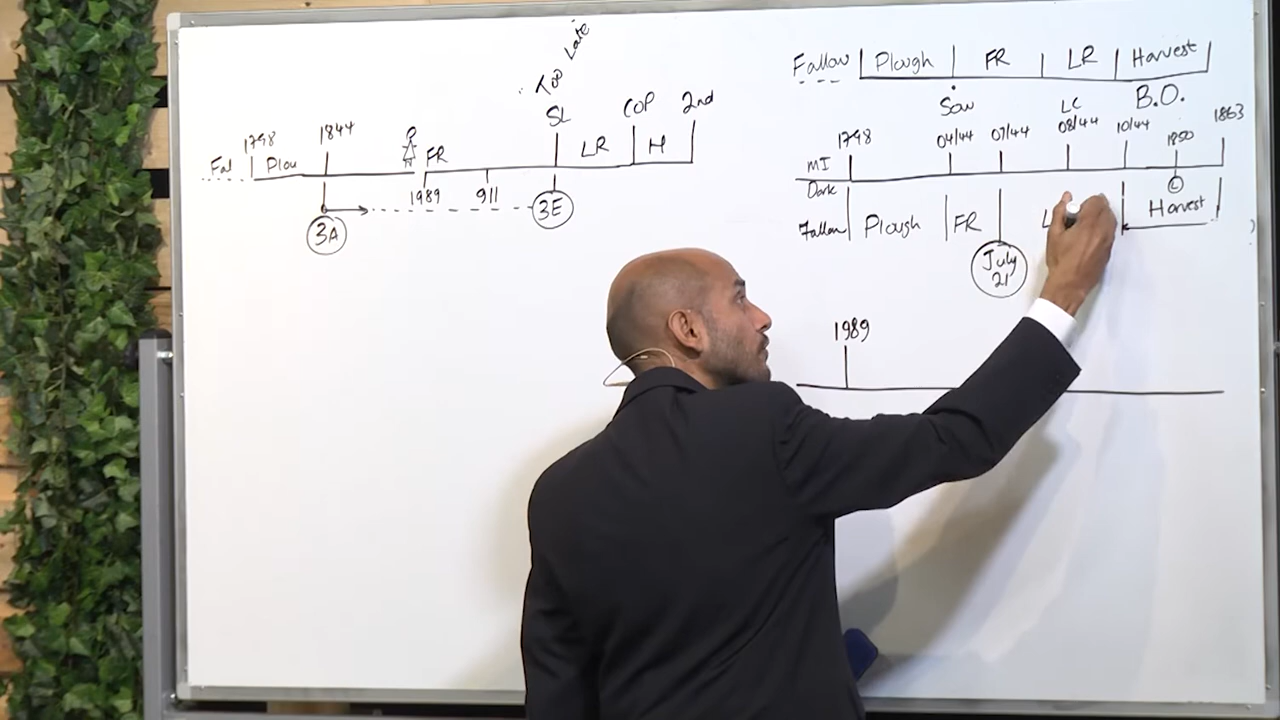 Too Late
SL COP 2nd
1798 1844
Fal Plou FR LR H
1989 911
3A 3E
Fallow Plough FR LR Harvest
Sow LC B.O.
1798 04/44 07/44 08/44 10/44 1850 1863
MI
Dark C
Fallow Plough FR L Harvest
July
21
1989